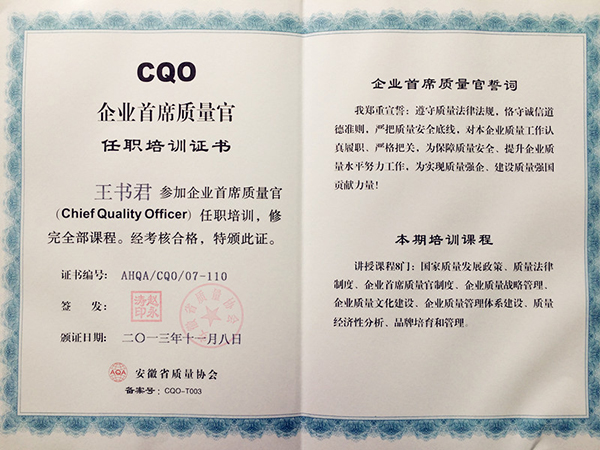 CQO
企业首席质量官
任职培训证书
王书君 参加企业首席质量官
（Chief Quality Officer）任职培训，修
完全部课程。经考核合格，特颁此证。
证书编号：AHQA/CQO/07-110
签 发：
颁证日期：二〇一三年十一月八日
安徽省质量协会
AQA
安徽省质量协会
备案号：CQO-T003
企业首席质量官誓词
我郑重宣誓：遵守质量法律法规，恪守诚信道
德准则，严把质量安全底线，对本企业质量工作认
真履职、严格把关，为保障质量安全、提升企业质
量水平努力工作，为实现质量强企、建设质量强国
贡献力量！
本期培训课程
讲授课程8门：国家质量发展政策、质量法律
制度、企业首席质量官制度、企业质量战略管理、
企业质量文化建设、企业质量管理体系建设、质量
经济性分析、品牌培育和管理。